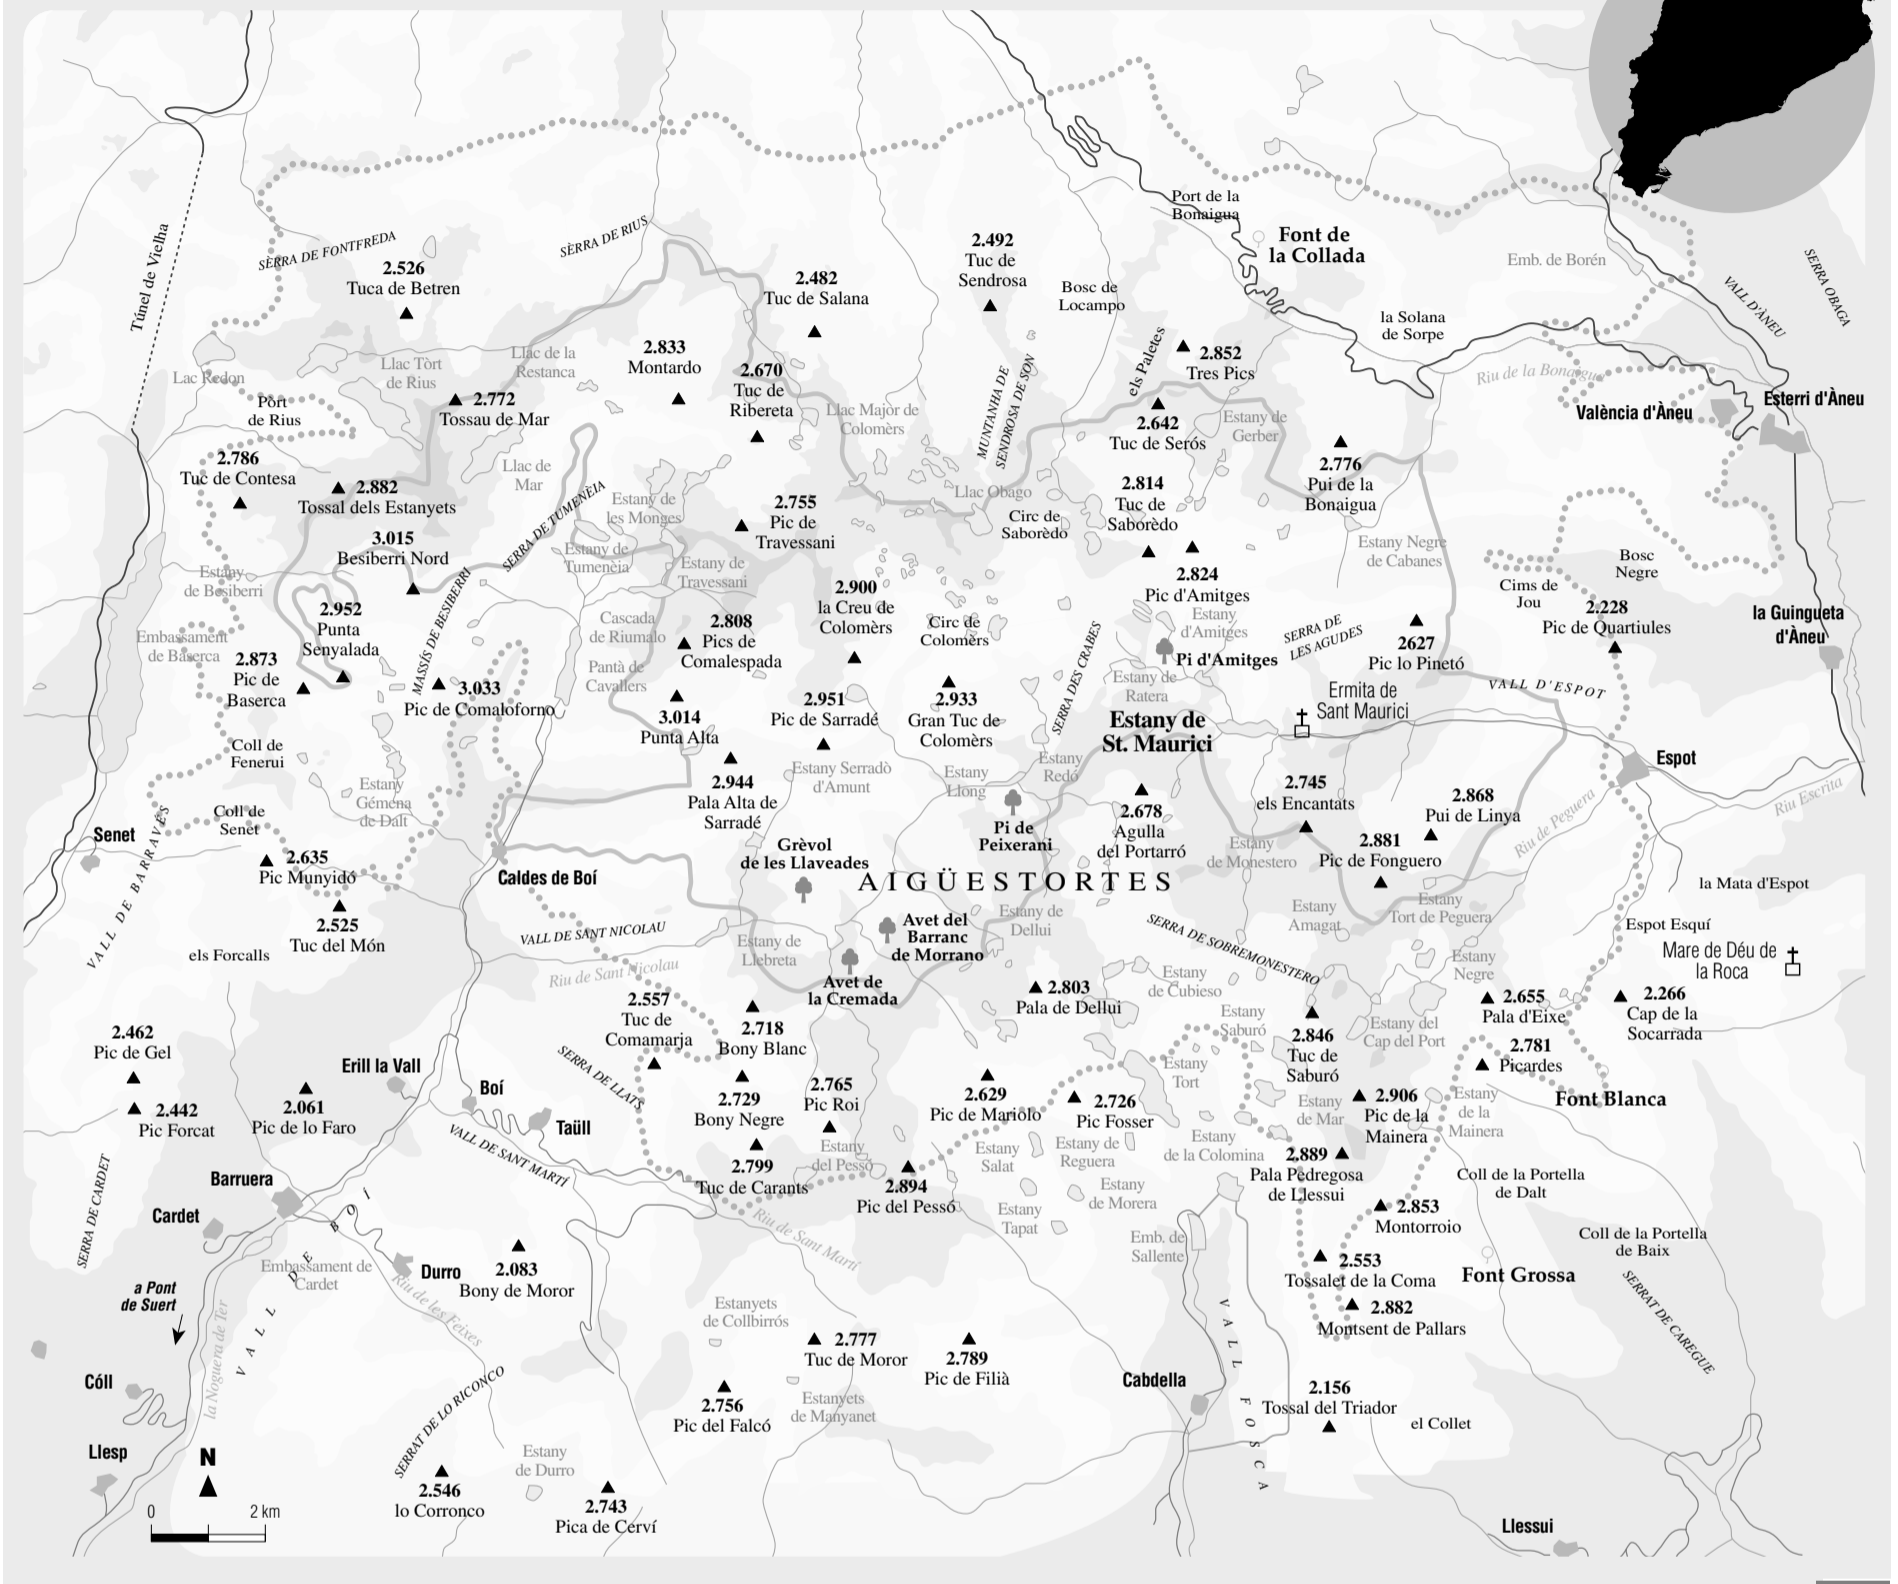 Port de la
Bonaigua
Font de
la Collada
Túnel de Vielha
SÈRRA DE FONTFREDA
SÈRRA DE RIUS
2.526
Tuca de Betren
2.482
Tuc de Salana
2.492
Tuc de
Sendrosa
Bosc de
Locampo
Emb. de Borén
VALL D'ÀNEU
SERRA OBAGA
la Solana
de Sorpe
Riu de la Bonaigua
València d'Àneu
Esterri d'Àneu
Lac Redon
Pòrt
de Rius
Llac Tòrt
de Rius
Llac de la
Restanca
2.772
Tossau de Mar
2.833
Montardo
2.670
Tuc de
Ribereta
Llac Major de
Colomèrs
MUNTANHA DE
SENDROSA DE SON
els Paletes
2.852
Tres Pics
2.642
Tuc de Serós
Estany de
Gerber
2.776
Pui de la
Bonaigua
2.786
Tuc de Contesa
2.882
Tossal dels Estanyets
Llac de
Mar
SERRA DE TUMENEIA
Estany de
les Monges
2.755
Pic de
Travessani
Llac Obago
Circ de
Saborèdo
2.814
Tuc de
Saborèdo
2.824
Pic d'Amitges
Estany Negre
de Cabanes
Bosc
Negre
Cims de
Jou
2.228
Pic de Quartiules
la Guingueta
d'Àneu
3.015
Besiberri Nord
Estany
de Besiberri
Estany de
Tumenèia
Estany de
Travessani
2.900
la Creu de
Colomèrs
Circ de
Colomèrs
Estany
d'Amitges
Pi d'Amitges
SERRA DE
LES AGUDES
2627
Pic lo Pinetó
Embassament
de Baserca
2.952
Punta
Senyalada
MASSÍS DE BESIBERRI
Cascada
de Riumalo
2.808
Pics de
Comalespada
Pantà de
Cavallers
2.873
Pic de
Baserca
3.033
Pic de Comaloforno
3.014
Punta Alta
2.951
Pic de Sarradé
2.933
Gran Tuc de
Colomèrs
SERRA DES CRABES
Estany de
Ratera
Estany de
St. Maurici
Ermita de
Sant Maurici
VALL D'ESPOT
Espot
Riu Escrita
Coll de
Fenerui
Coll de
Senet
Estany
Gémena
de Dalt
2.944
Pala Alta de
Sarradé
Estany Serradò
d'Amunt
Estany
Llong
Estany
Redó
2.678
Agulla
del Portarró
2.745
els Encantats
2.868
Pui de Linya
2.881
Pic de Fonguero
Riu de Peguera
Senet
VALL DE BARRAVÉS
2.635
Pic Munyidó
2.525
Tuc del Món
els Forcalls
Caldes de Boí
Grèvol
de les Llaveades
Pi de
Peixerani
AIGÜESTORTES
Estany
de Monestero
la Mata d'Espot
Espot Esquí
Mare de Déu de
la Roca
VALL DE SANT NICOLAU
Riu de Sant Nicolau
Estany de
Llebreta
Avet del
Barranc
de Morrano
Avet de
la Cremada
Estany de
Dellui
SERRA DE SOBREMONESTERO
Estany
Amagat
Estany
Tort de Peguera
Estany
Negre
2.557
Tuc de
Comamarja
2.718
Bony Blanc
2.803
Pala de Dellui
Estany
de Cubieso
Estany
Saburó
2.846
Tuc de
Saburó
Estany del
Cap del Port
2.655
Pala d'Eixe
2.266
Cap de la
Socarrada
2.781
Picardes
Font Blanca
2.462
Pic de Gel
2.442
Pic Forcat
2.061
Pic de lo Faro
Erill la Vall
Boí
Taüll
SERRA DE LLATS
2.729
Bony Negre
2.765
Pic Roi
2.629
Pic de Mariolo
2.726
Pic Fosser
Estany
Tort
Estany
de Mar
2.906
Pic de la
Mainera
Estany
de la
Mainera
VALL DE SANT MARTÍ
2.799
Tuc de Carants
Estany
del Pessó
2.894
Pic del Pessó
Estany
Salat
Estany de
Reguera
Estany
de la Colomina
2.889
Pala Pedregosa
de Llessui
Coll de la Portella
de Dalt
SERRA DE CARDET
Barruera
Cardet
Estany
Tapat
Estany
de Morera
2.853
Montorroio
Riu de Sant Martí
Emb. de
Sallente
Coll de la Portella
de Baix
Embassament de
Cardet
Durro
2.083
Bony de Moror
2.553
Tossalet de la Coma
Font Grossa
a Pont
de Suert
la Noguera de Ter
VALL DE BOÍ
Riu de les Feixes
Estanyets
de Collbirrós
2.882
Montsent de Pallars
SERRAT DE CAREGUE
2.777
Tuc de Moror
2.789
Pic de Filià
VALL FOSCA
Cóll
Cabdella
2.756
Pic del Falcó
Estanyets
de Manyanet
2.156
Tossal del Triador
el Collet
Llesp
SERRAT DE LO RICONCO
Estany
de Durro
2.546
lo Corronco
2.743
Pica de Cerví
Llessui
N
0 2 km